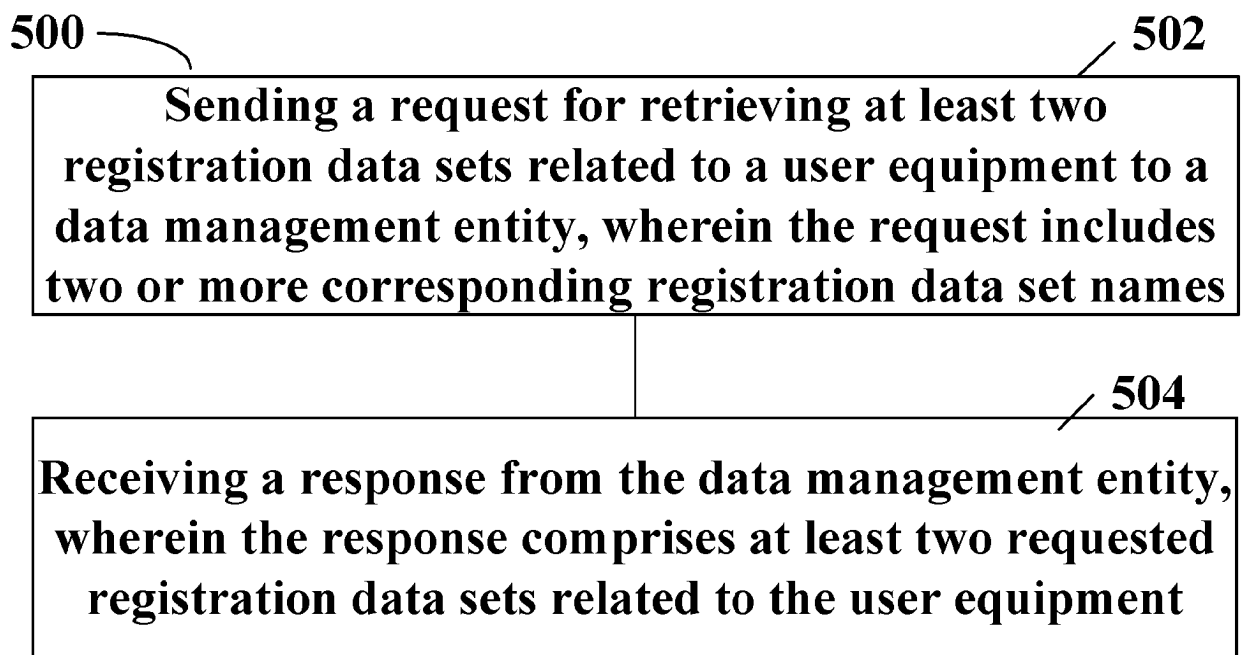 500
502
Sending a request for retrieving at least two
registration data sets related to a user equipment to a
data management entity, wherein the request includes
two or more corresponding registration data set names
504
Receiving a response from the data management entity,
wherein the response comprises at least two requested
registration data sets related to the user equipment